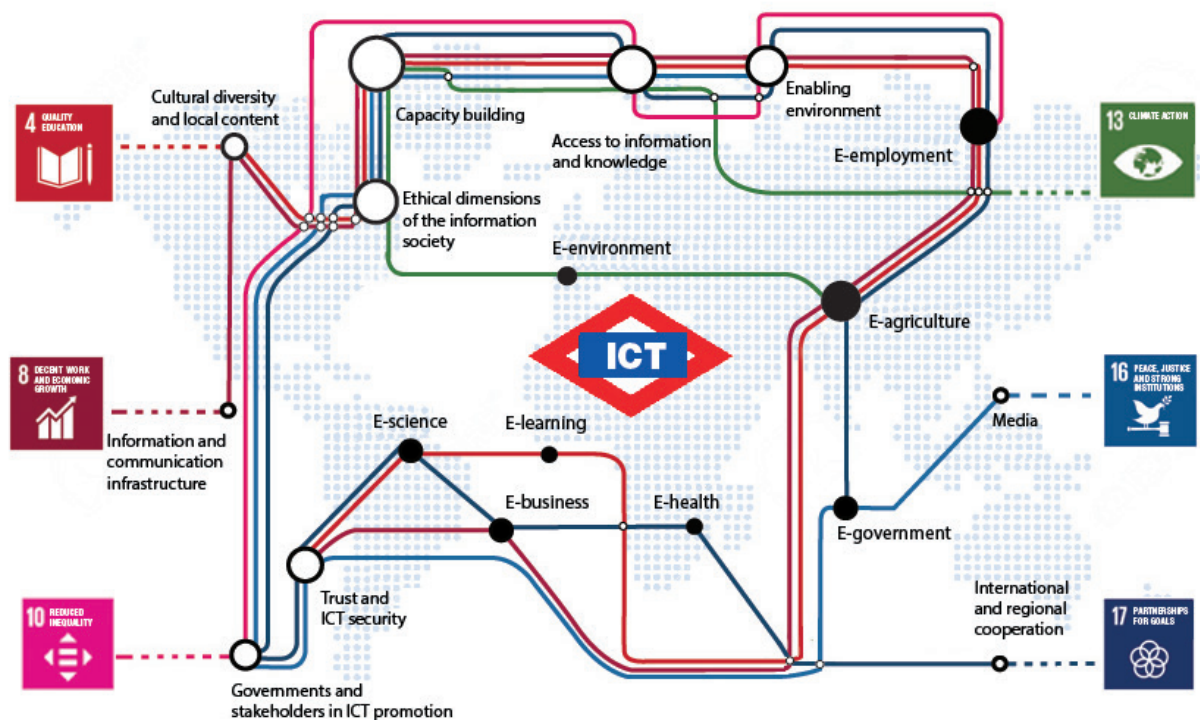 Cultural diversity
and local content
Capacity building
Access to information
and knowledge
Enabling
environment
E-employment
4 QUALITY
EDUCATION
13 CLIMATE ACTION
Ethical dimensions
of the information
society
E-environment
E-agriculture
ICT
8 DECENT WORK
AND ECONOMIC
GROWTH
16 PEACE, JUSTICE
AND STRONG
INSTITUTIONS
Media
Information and
communication
infrastructure
E-science
E-learning
E-business
E-health
E-government
Trust and
ICT security
International
and regional
cooperation
10 REDUCED
INEQUALITY
17 PARTNERSHIPS
FOR GOALS
Governments and
stakeholders in ICT promotion